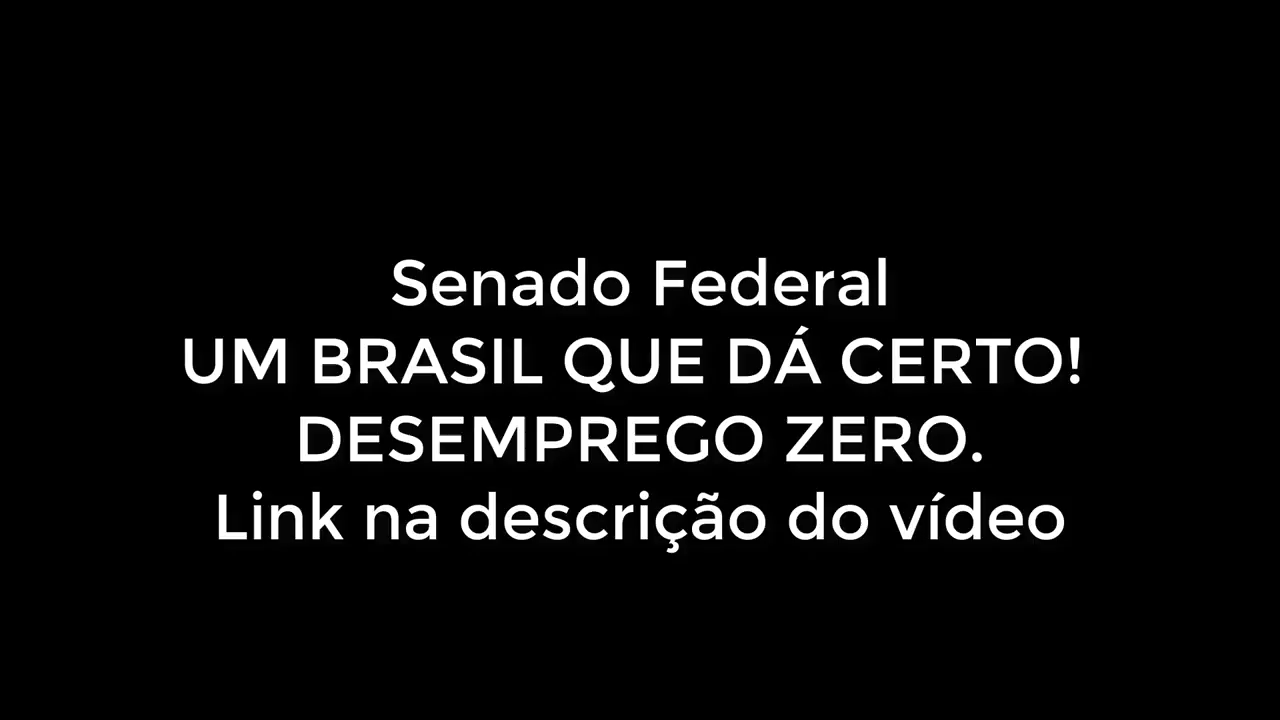 Senado Federal
UM BRASIL QUE DÁ CERTO!
DESEMPREGO ZERO.
Link na descrição do vídeo